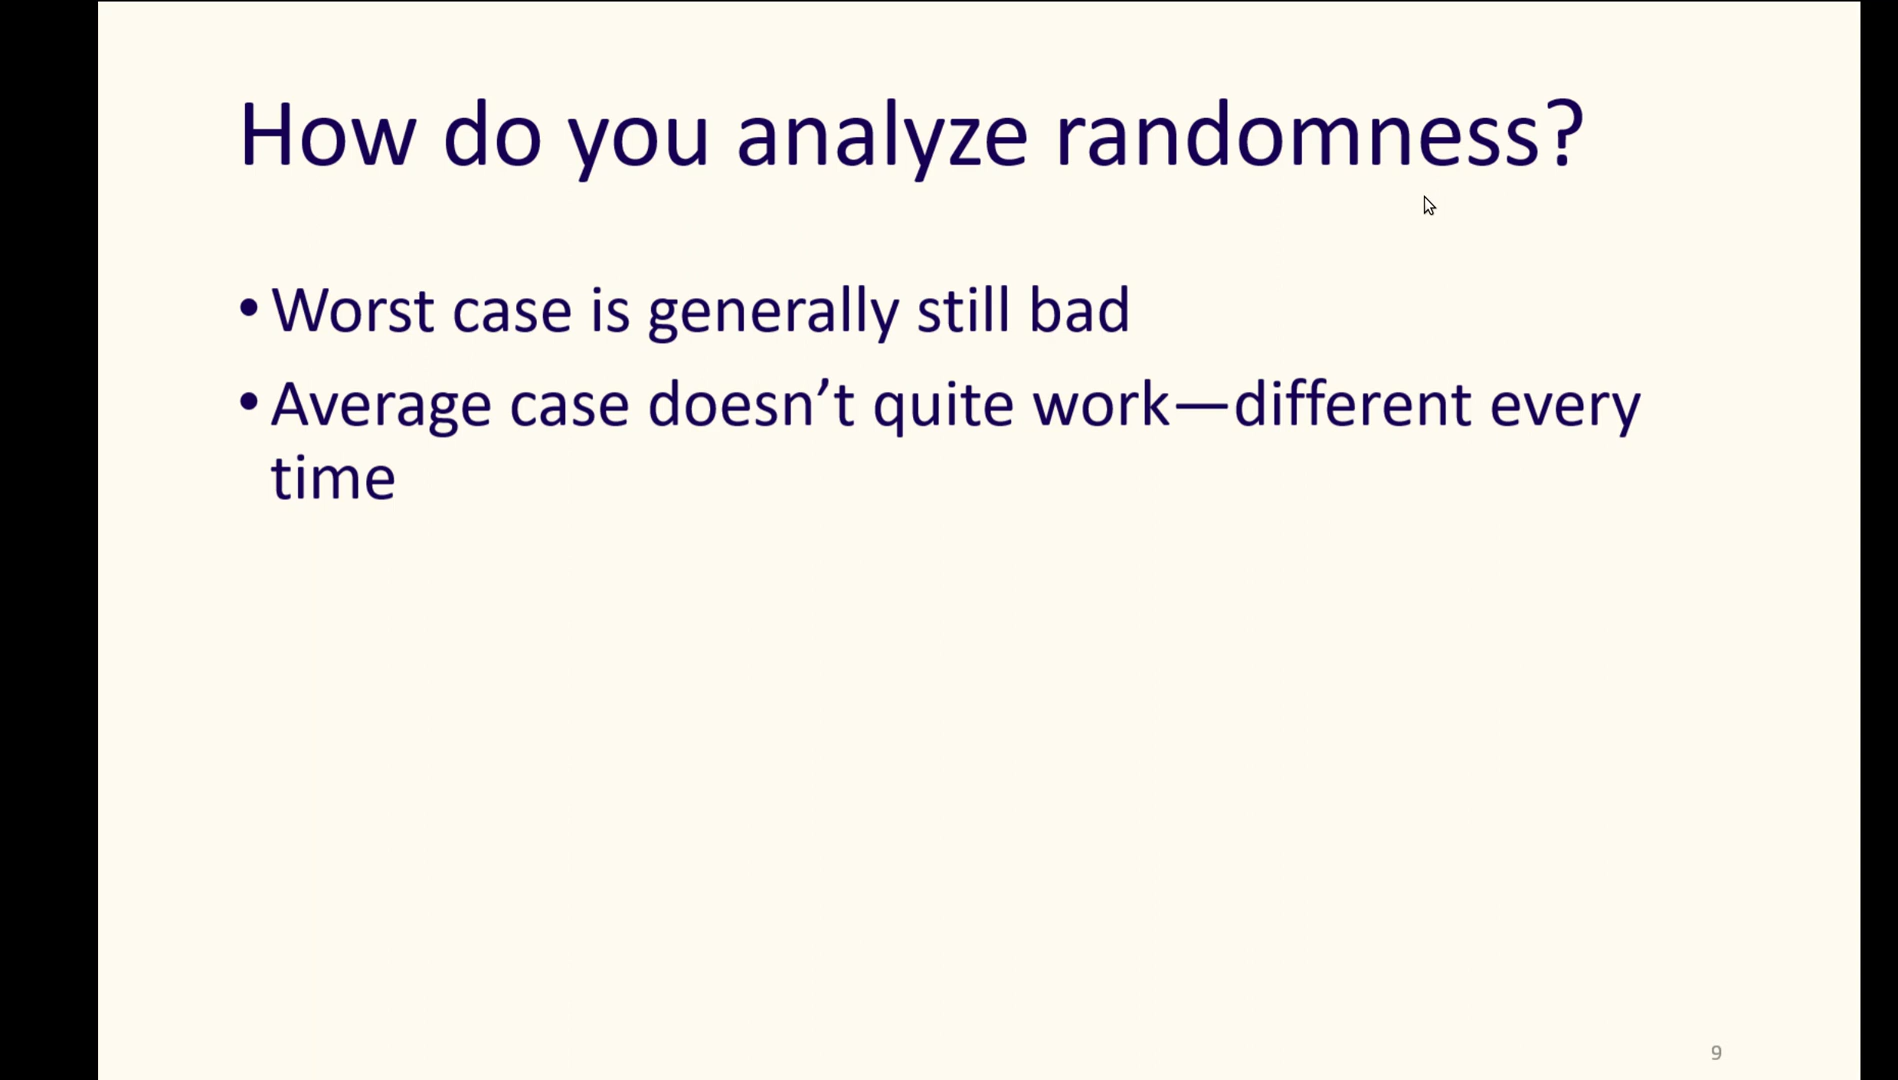 How do you analyze randomness?
• Worst case is generally still bad
• Average case doesn’t quite work—different every
time
9